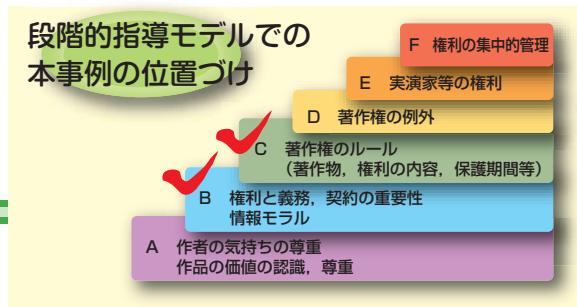 段階的指導モデルでの
本事例の位置づけ
F 権利の集中的管理
E 実演家等の権利
D 著作権の例外
C 著作権のルール
(著作物,権利の内容,保護期間等)
B 権利と義務,契約の重要性
情報モラル
A 作者の気持ちの尊重
作品の価値の認識,尊重